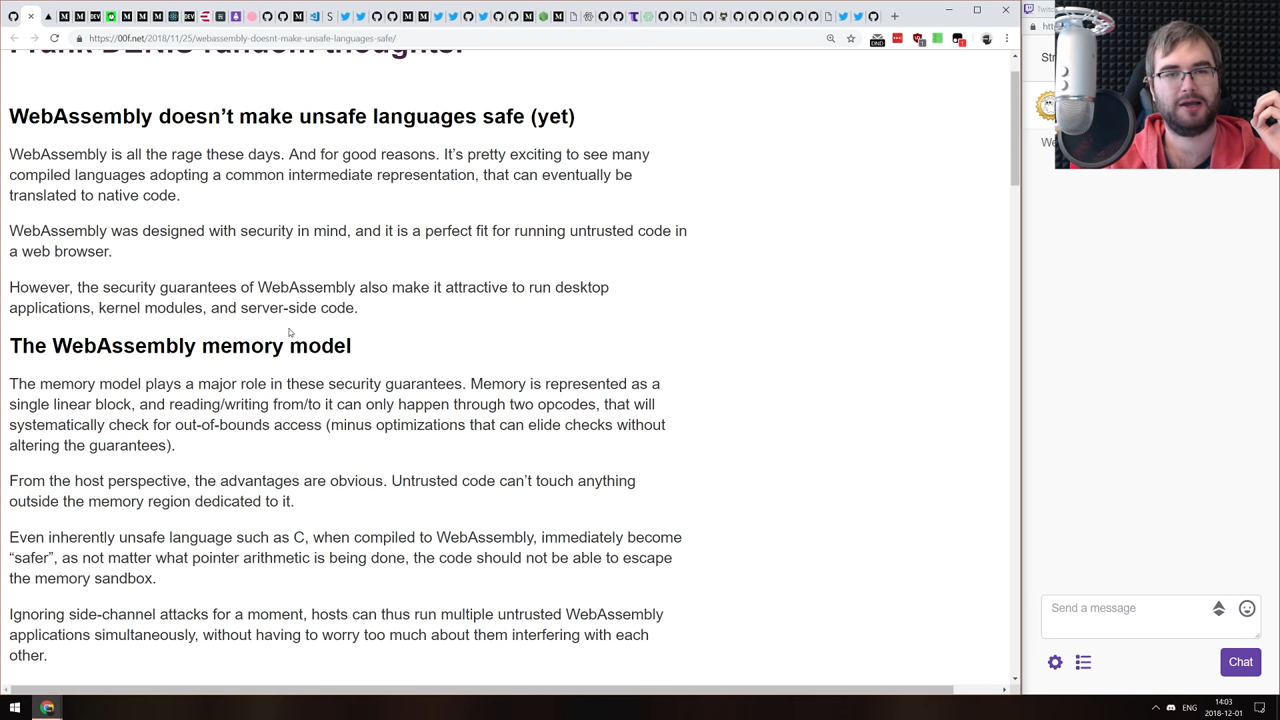 Twitc
https://00f.net/2018/11/25/webassembly-doesnt-make-unsafe-languages-safe/
DND
Frank DENIS random thoughts.
WebAssembly doesn’t make unsafe languages safe (yet)
WebAssembly is all the rage these days. And for good reasons. It’s pretty exciting to see many
compiled languages adopting a common intermediate representation, that can eventually be
translated to native code.
WebAssembly was designed with security in mind, and it is a perfect fit for running untrusted code in
a web browser.
However, the security guarantees of WebAssembly also make it attractive to run desktop
applications, kernel modules, and server-side code.
The WebAssembly memory model
The memory model plays a major role in these security guarantees. Memory is represented as a
single linear block, and reading/writing from/to it can only happen through two opcodes, that will
systematically check for out-of-bounds access (minus optimizations that can elide checks without
altering the guarantees).
From the host perspective, the advantages are obvious. Untrusted code can’t touch anything
outside the memory region dedicated to it.
Even inherently unsafe language such as C, when compiled to WebAssembly, immediately become
“safer”, as not matter what pointer arithmetic is being done, the code should not be able to escape
the memory sandbox.
Ignoring side-channel attacks for a moment, hosts can thus run multiple untrusted WebAssembly
applications simultaneously, without having to worry too much about them interfering with each
other.
htt
Str
We
Send a message
Chat
ENG
14:03
2018-12-01